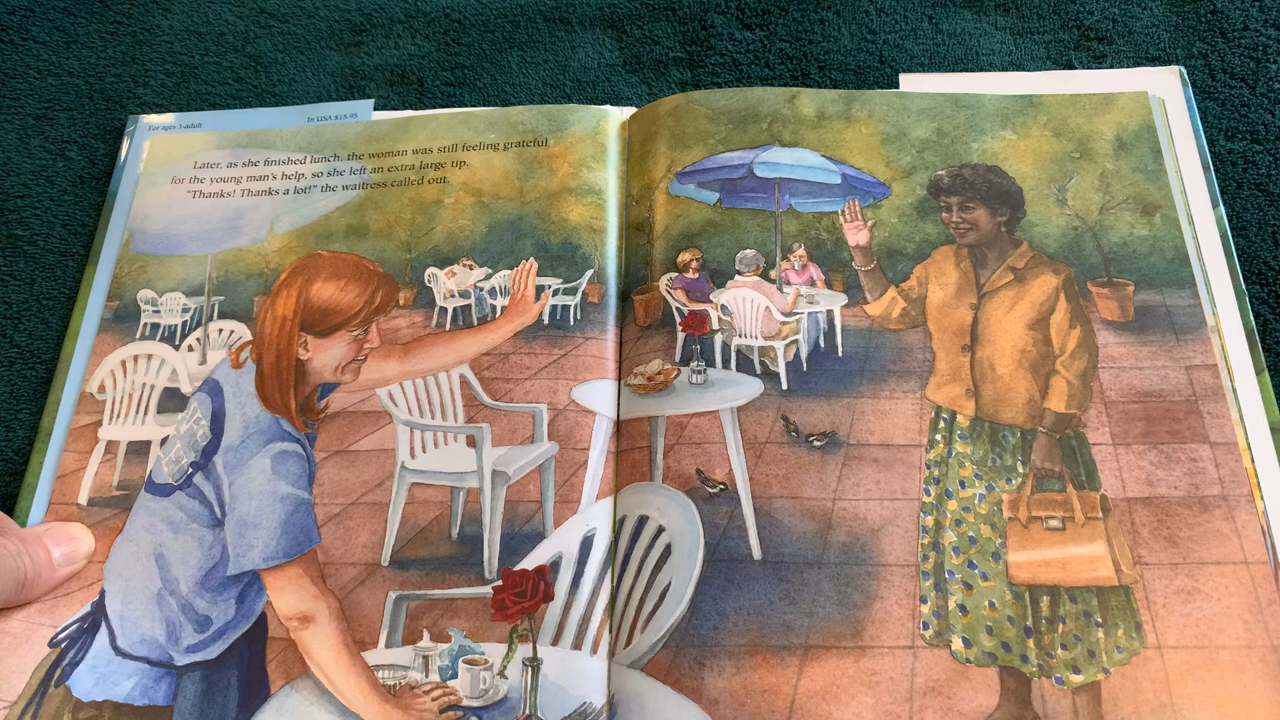 For ages 3-adult
In USA $15.95
Later, as she finished lunch, the woman was still feeling grateful
for the young man's help, so she left an extra large tip.
"Thanks! Thanks a lot!" the waitress called out.